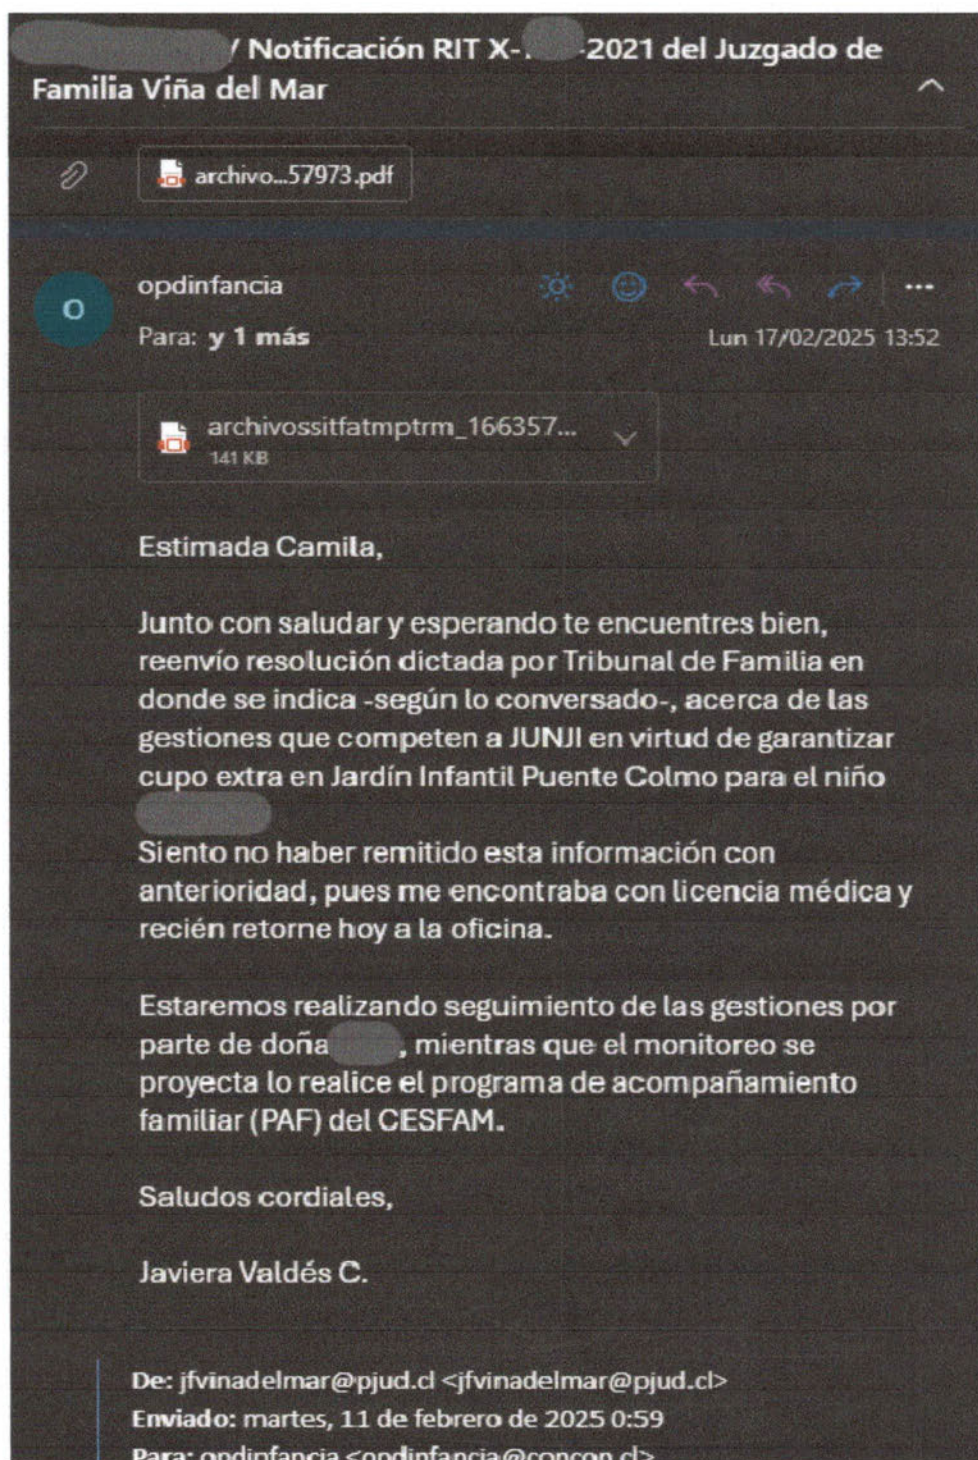 / Notificación RIT X- -2021 del Juzgado de
Familia Viña del Mar
archivo...57973.pdf
O
opdinfancia
Para: y 1 más
Lun 17/02/2025 13:52
archivossitfatmptrm_166357...
141 KB
Estimada Camila,
Junto con saludar y esperando te encuentres bien,
reenvío resolución dictada por Tribunal de Familia en
donde se indica -según lo conversado-, acerca de las
gestiones que competen a JUNJI en virtud de garantizar
cupo extra en Jardín Infantil Puente Colmo para el niño
Siento no haber remitido esta información con
anterioridad, pues me encontraba con licencia médica y
recién retorne hoy a la oficina.
Estaremos realizando seguimiento de las gestiones por
parte de doña , mientras que el monitoreo se
proyecta lo realice el programa de acompañamiento
familiar (PAF) del CESFAM.
Saludos cordiales,
Javiera Valdés C.
De: jfvinadelmar@pjud.cl <jfvinadelmar@pjud.cl>
Enviado: martes, 11 de febrero de 2025 0:59
Para: opdinfancia <opdinfancia@concon.cl>